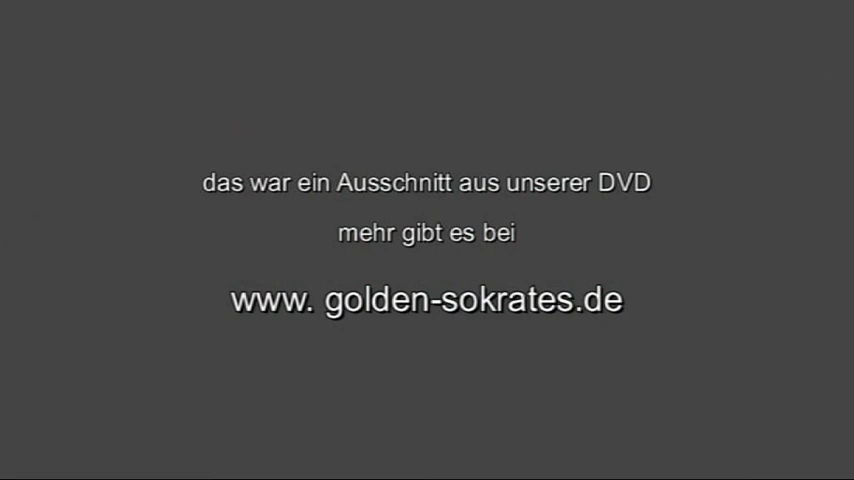 das war ein Ausschnitt aus unserer DVD
mehr gibt es bei
www. golden-sokrates.de